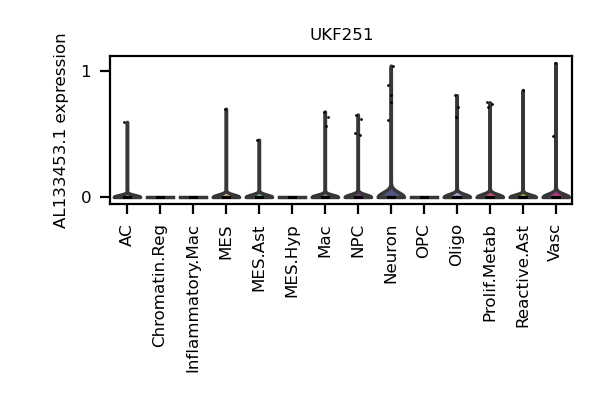 UKF251
AL133453.1 expression
1
0
AC
Chromatin.Reg
Inflammatory.Mac
MES
MES.Ast
MES.Hyp
Mac
NPC
Neuron
OPC
Oligo
Prolif.Metab
Reactive.Ast
Vasc